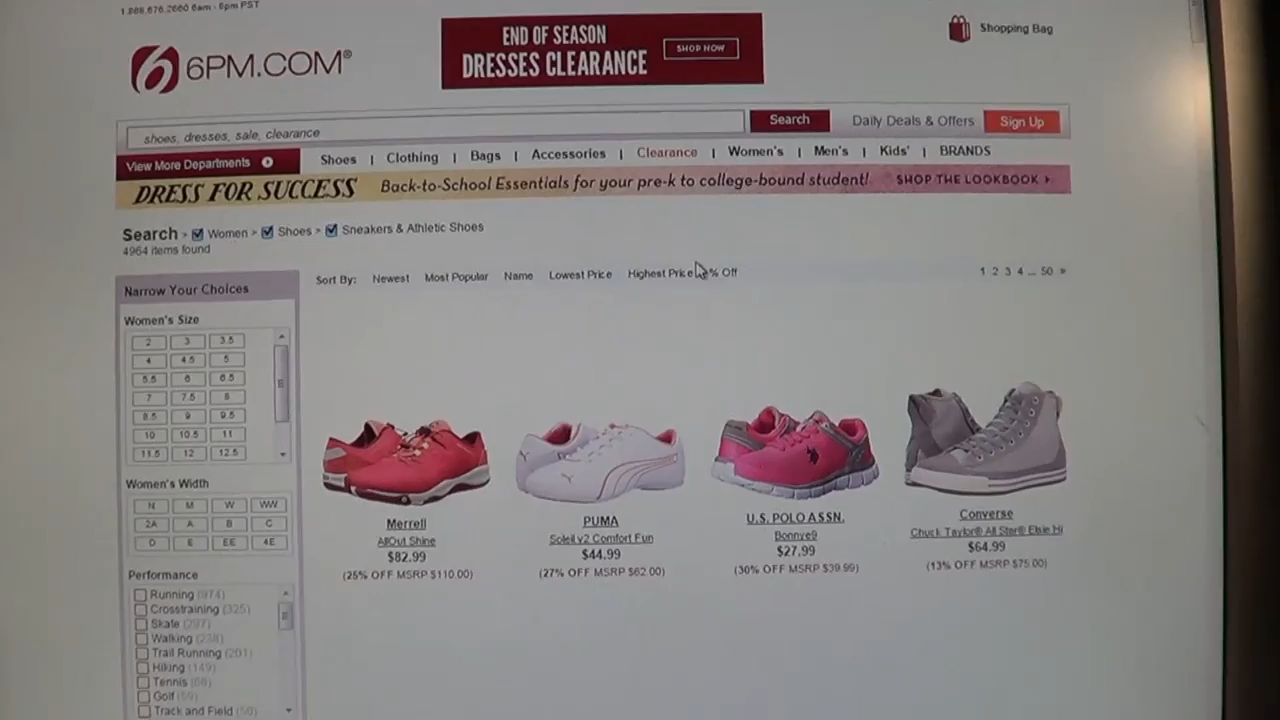 6PM.COM®
END OF SEASON
DRESSES CLEARANCE
SHOP NOW
Shopping Bag
shoes, dresses, sale, clearance
Search
Daily Deals & Offers
Sign Up
View More Departments
Shoes | Clothing | Bags | Accessories | Clearance | Women's | Men's | Kids' | BRANDS
DRESS FOR SUCCESS Back-to-School Essentials for your pre-k to college-bound student! SHOP THE LOOKBOOK
Search > Women > Shoes > Sneakers & Athletic Shoes
4964 items found
Sort By: Newest Most Popular Name Lowest Price Highest Price % Off
1 2 3 4 ... 50 »
Narrow Your Choices
Women's Size
2 3 3.5
4 4.5 5
5.5 6 6.5
7 7.5 8
8.5 9 9.5
10 10.5 11
11.5 12 12.5
Women's Width
N M W WW
2A A B C
D E EE 4E
Performance
Running (974)
Crosstraining (325)
Skate (297)
Walking (238)
Trail Running (201)
Hiking (149)
Tennis
Golf
Track and Field (50)
Merrell
AllOut Shine
$82.99
(25% OFF MSRP $110.00)
PUMA
Soleil v2 Comfort Fun
$44.99
(27% OFF MSRP $62.00)
U.S. POLO ASSN.
Bonnye9
$27.99
(30% OFF MSRP $39.99)
Converse
Chuck Taylor® All Star® Elsie Hi
$64.99
(13% OFF MSRP $75.00)